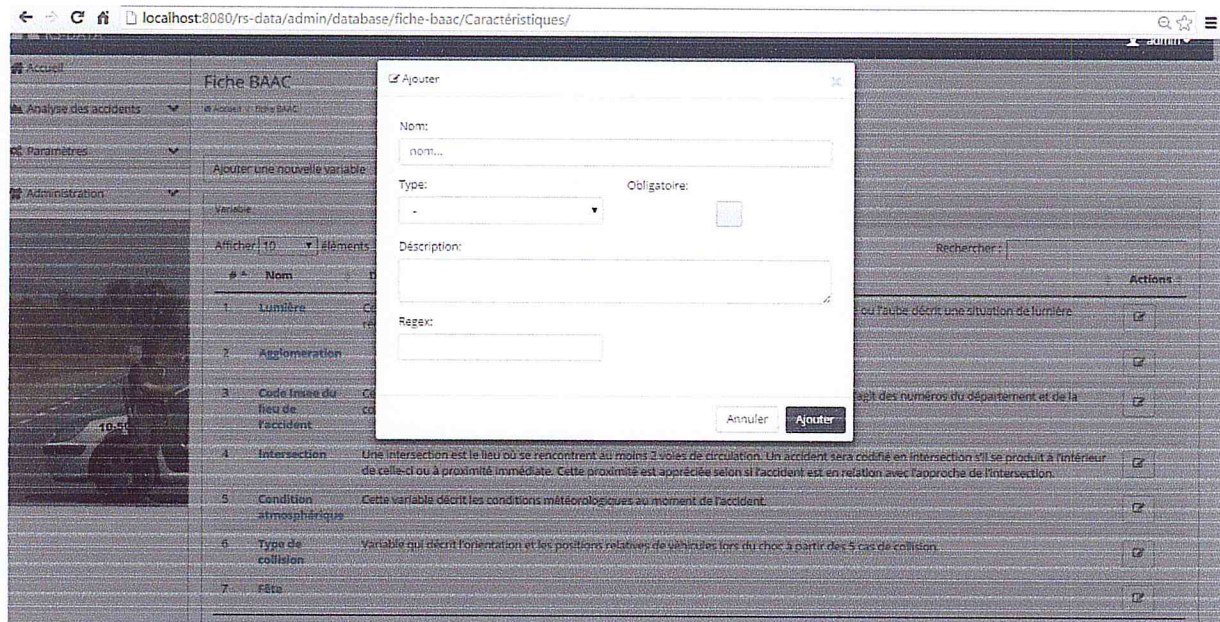 localhost:8080/rs-data/admin/database/fiche-baac/Caractéristiques/
RS-DATA
admin
Accueil
Analyse des accidents
Paramètres
Administration
Fiche BAAC
Accueil / Fiche BAAC
Ajouter une nouvelle variable
Variable
Afficher 10 éléments
Rechercher :
# Nom
Actions
1 Lumière
e ou l'aube décrit une situation de lumière
2 Agglomeration
3 Code Insee du
lieu de
l'accident
agit des numéros du département et de la
4 Intersection Une intersection est le lieu où se rencontrent au moins 2 voies de circulation. Un accident sera codifié en intersection s'il se produit à l'intérieur
de celle-ci ou à proximité immédiate. Cette proximité est appréciée selon si l'accident est en relation avec l'approche de l'intersection.
5 Condition
atmosphérique
Cette variable décrit les conditions météorologiques au moment de l'accident.
6 Type de
collision
Variable qui décrit l'orientation et les positions relatives de véhicules lors du choc à partir des 5 cas de collision.
7 Fête
Ajouter
Nom:
nom...
Type:
Obligatoire:
-
Déscription:
Regex:
Annuler
Ajouter